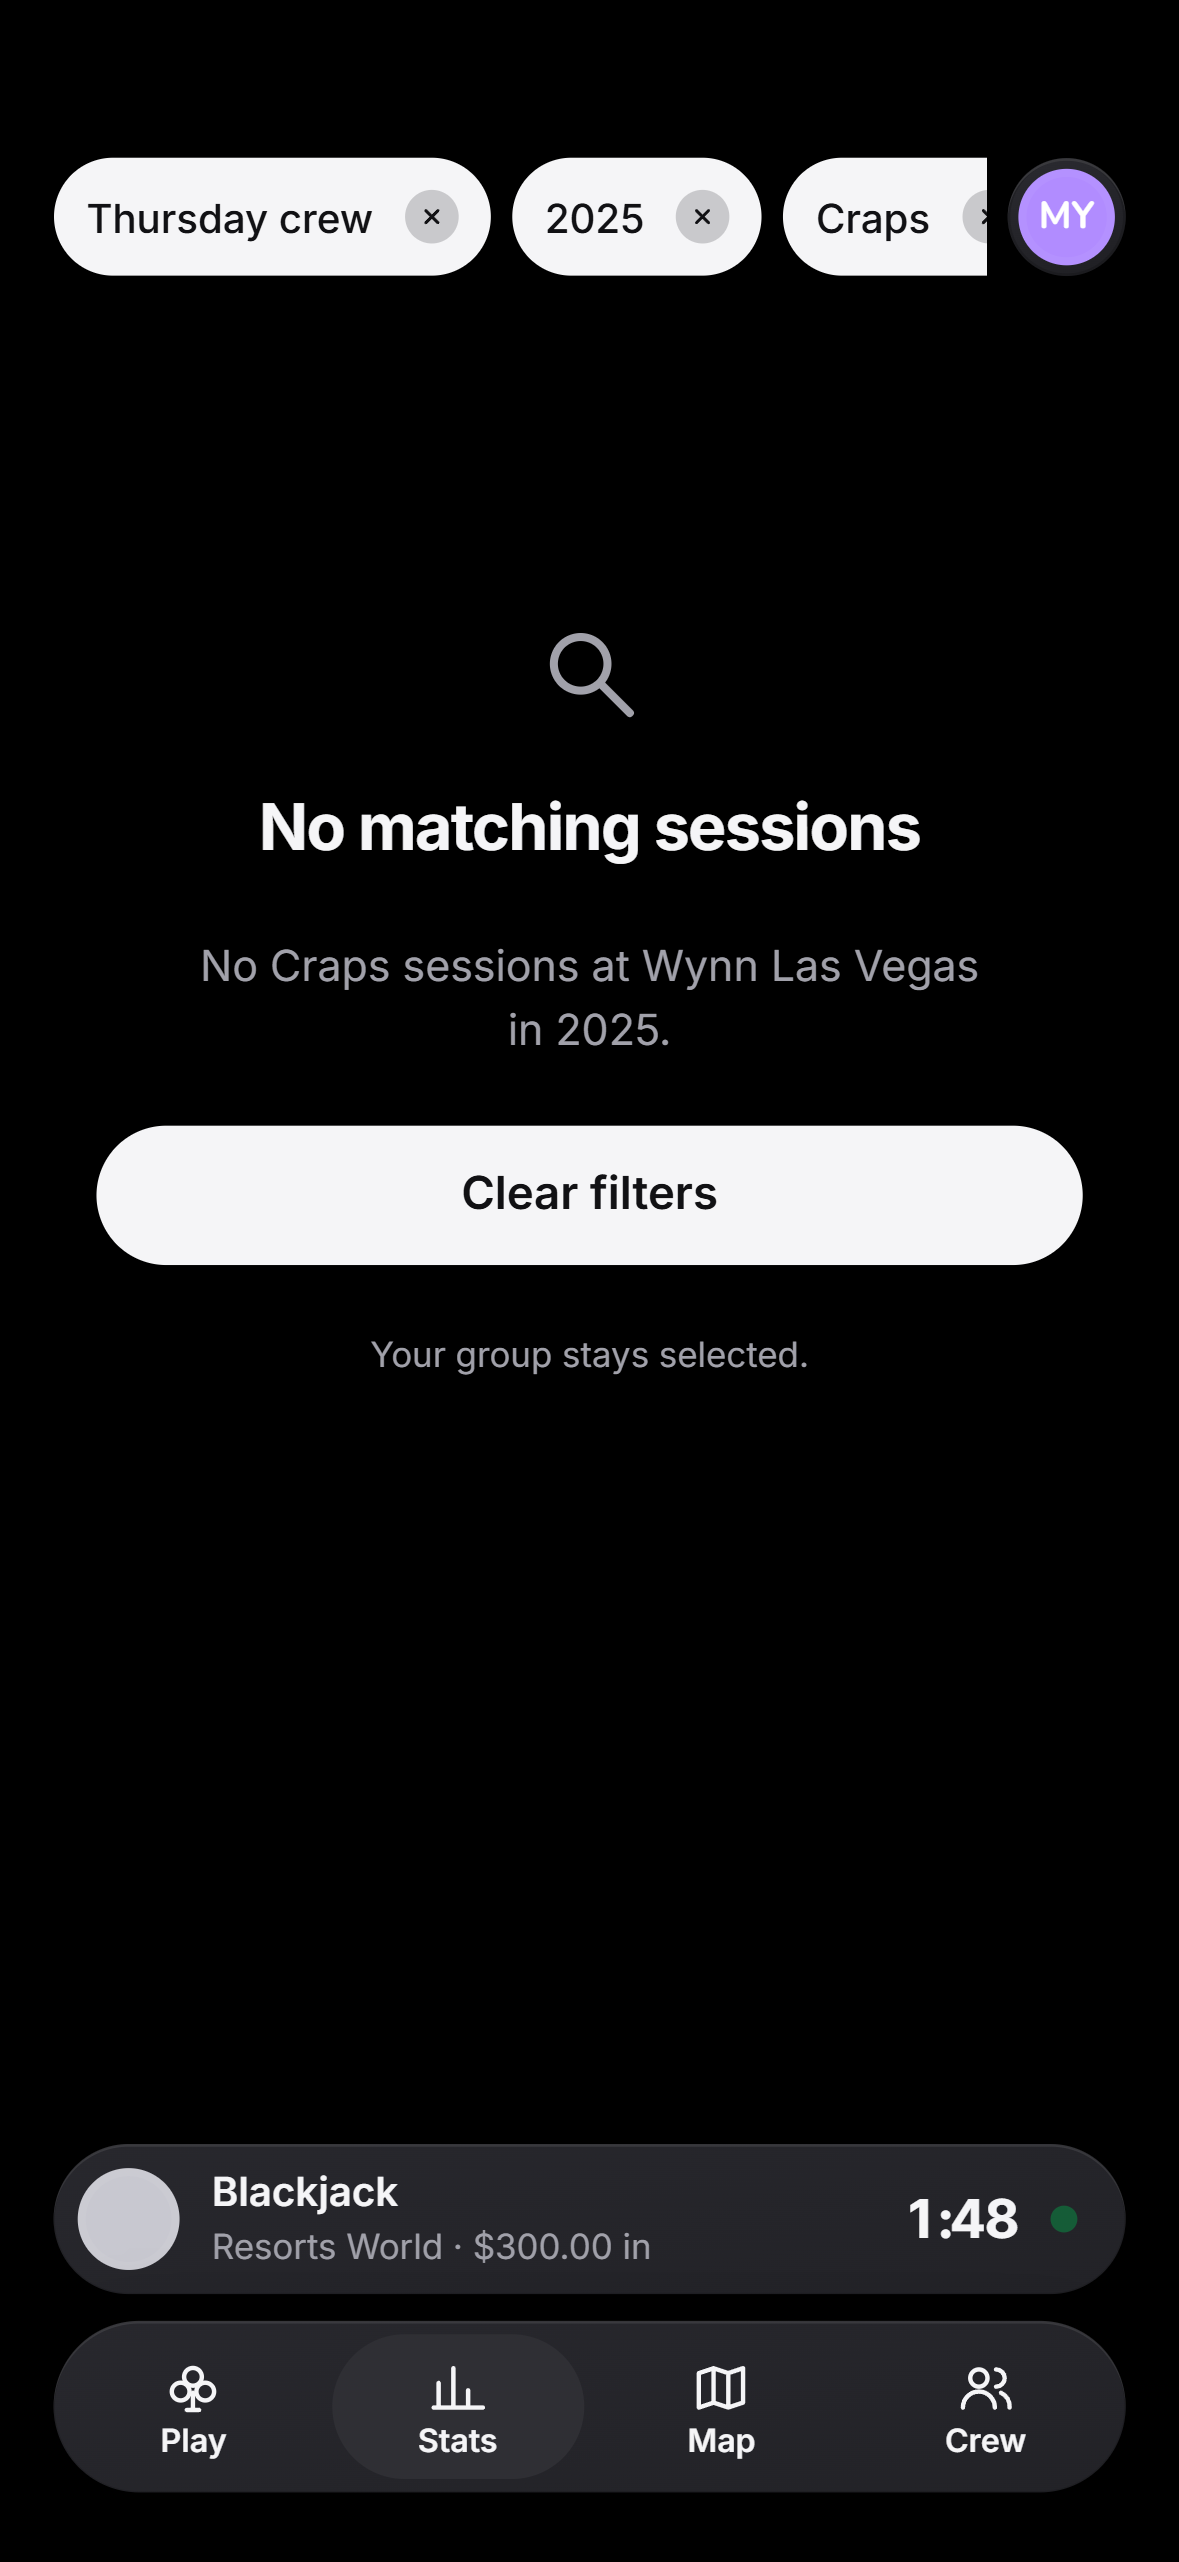 Thursday crew
2025
Craps
MY
No matching sessions
No Craps sessions at Wynn Las Vegas
in 2025.
Clear filters
Your group stays selected.
Blackjack
Resorts World · $300.00 in
1:48
Play
Stats
Map
Crew